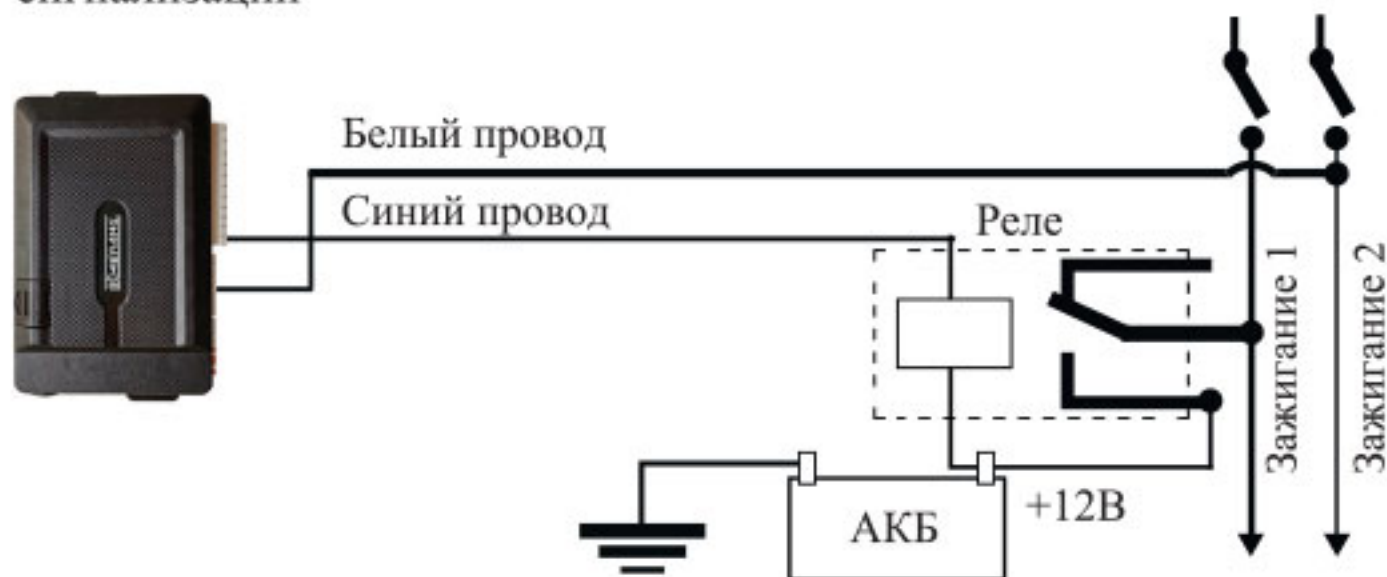 Белый провод
Синий провод
Реле
Зажигание 1
Зажигание 2
+12В
АКБ